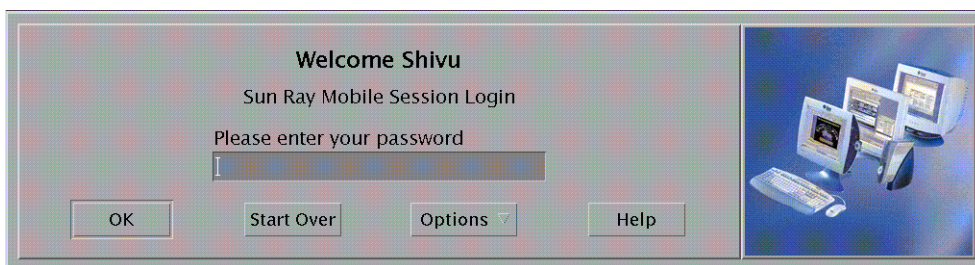 Welcome Shivu
Sun Ray Mobile Session Login
Please enter your password
OK Start Over Options Help